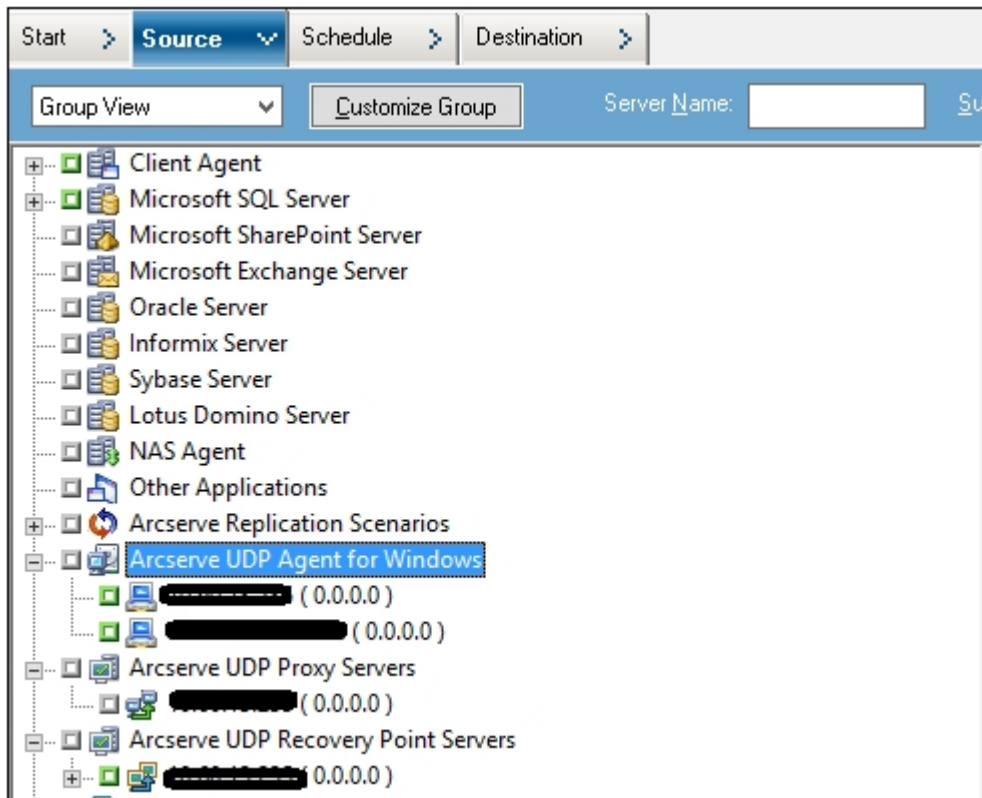 Start Source Schedule Destination
Group View Customize Group Server Name: Su
Client Agent
Microsoft SQL Server
Microsoft SharePoint Server
Microsoft Exchange Server
Oracle Server
Informix Server
Sybase Server
Lotus Domino Server
NAS Agent
Other Applications
Arcserve Replication Scenarios
Arcserve UDP Agent for Windows
( 0.0.0.0 )
( 0.0.0.0 )
Arcserve UDP Proxy Servers
( 0.0.0.0 )
Arcserve UDP Recovery Point Servers
( 0.0.0.0 )